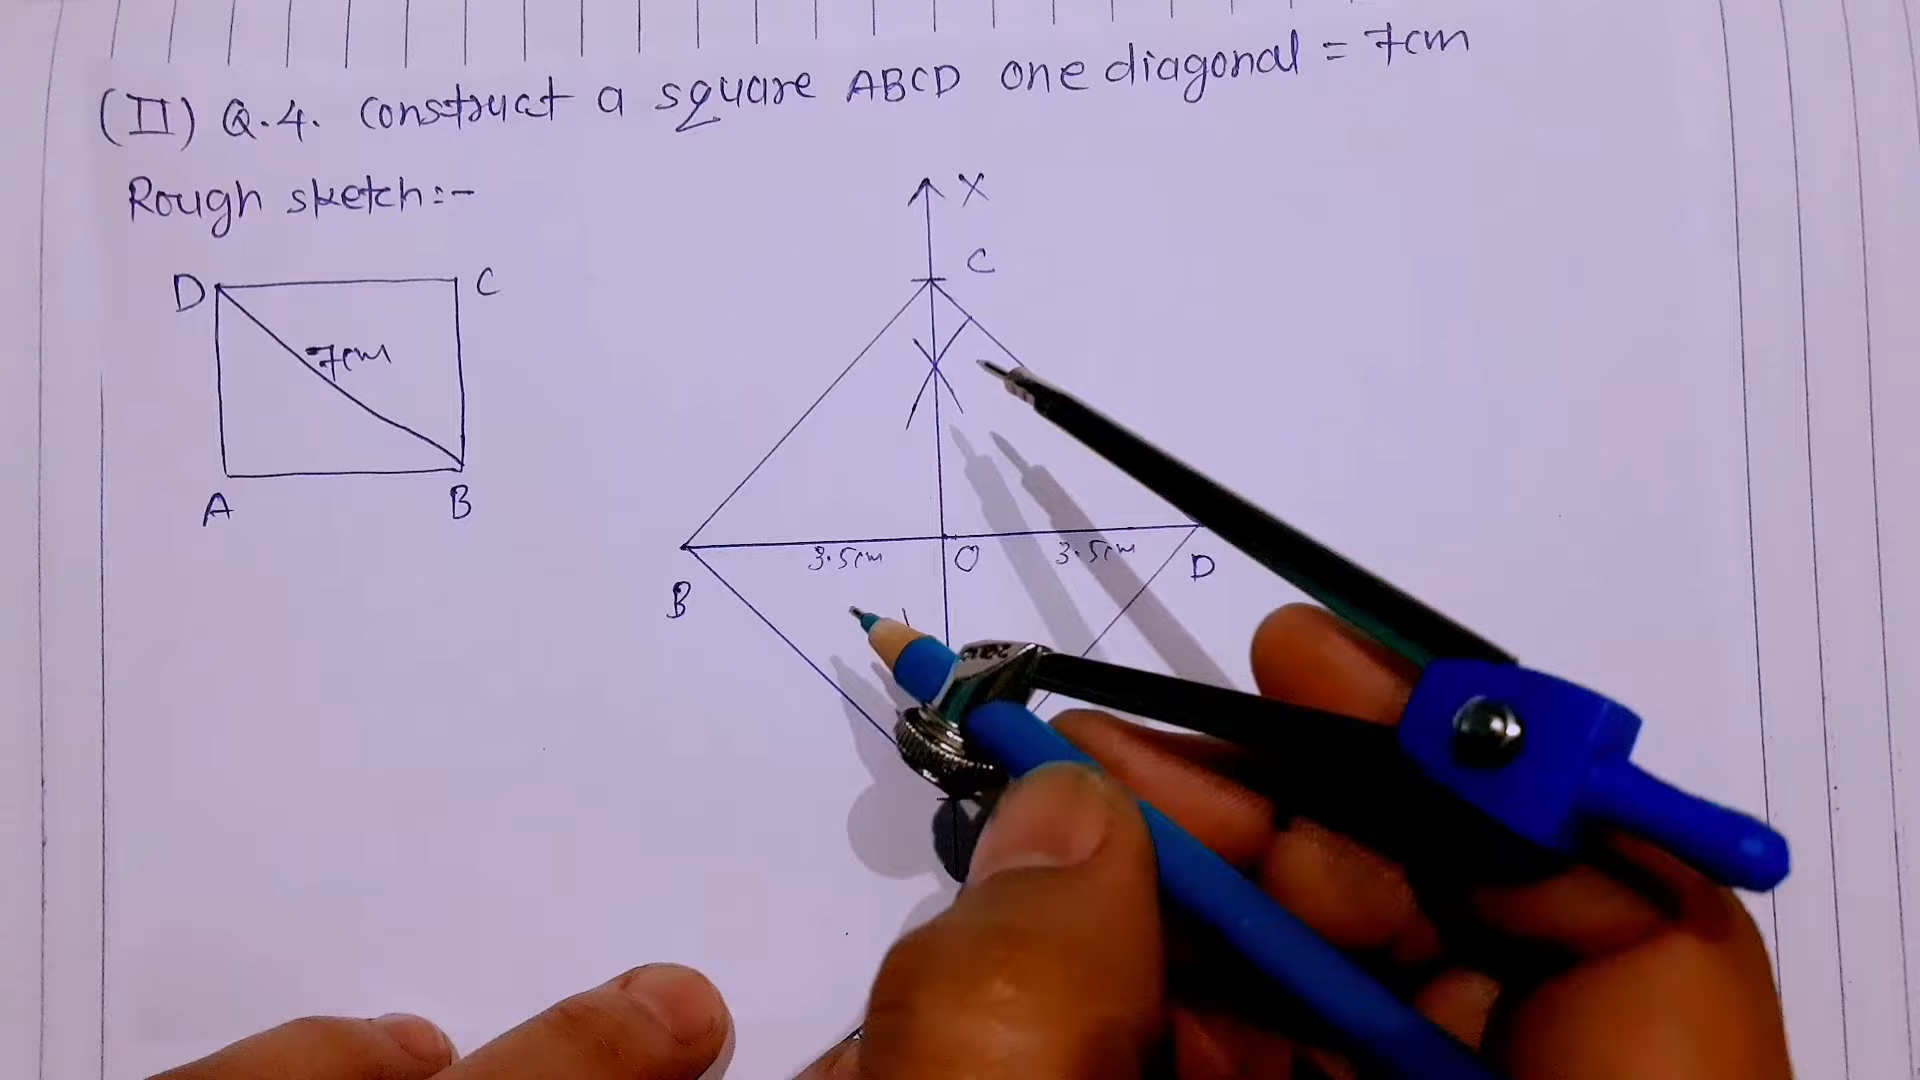 (II) Q.4. Construct a square ABCD one diagonal = 7cm
Rough sketch:-
X
C
D
C
7cm
A
B
3.5cm
O
3.5cm
D
B